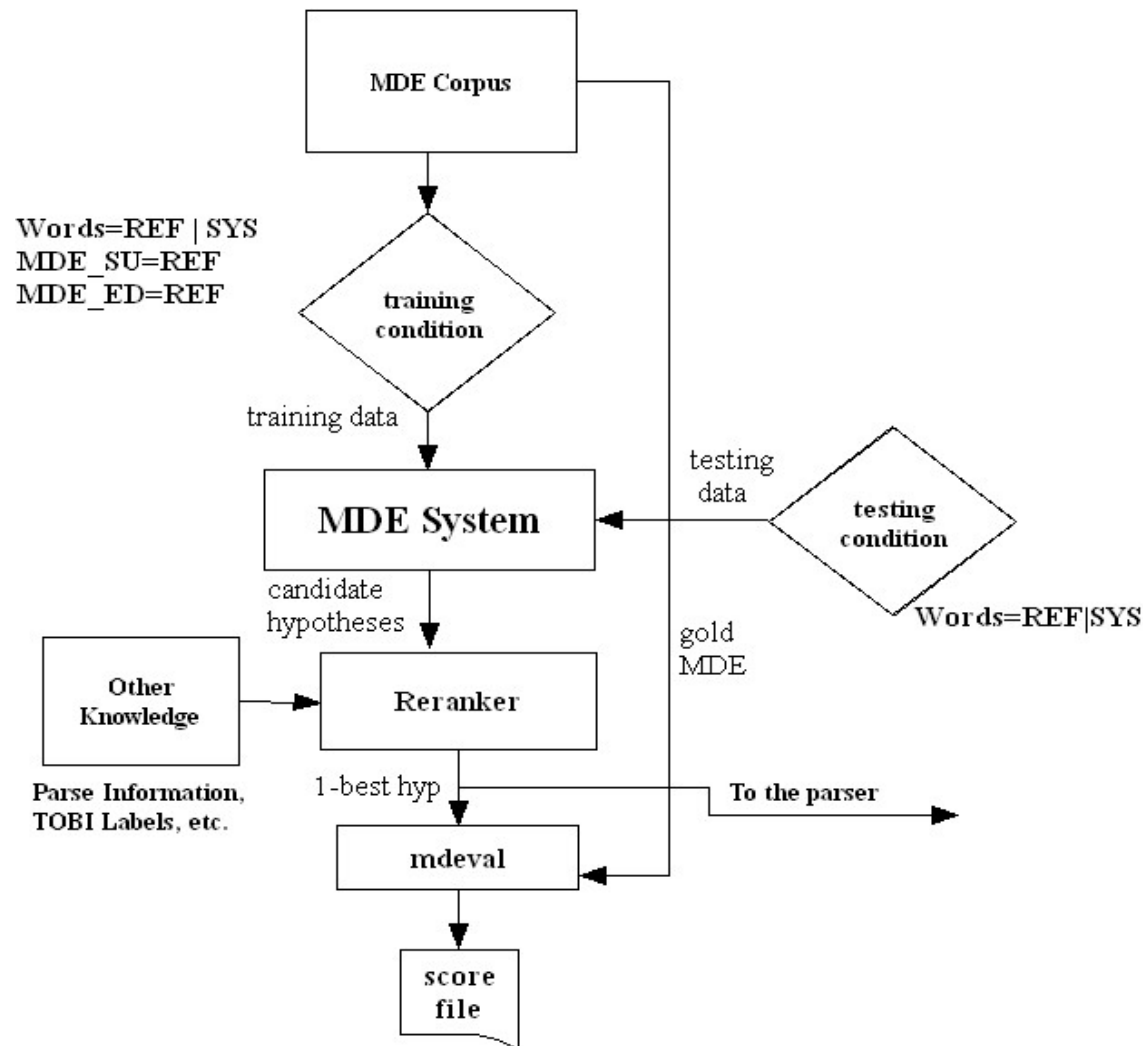 MDE Corpus
Words=REF | SYS
MDE_SU=REF
MDE_ED=REF
training
condition
training data
testing
data
testing
condition
MDE System
Words=REF|SYS
candidate
hypotheses
gold
MDE
Other
Knowledge
Reranker
Parse Information,
TOBI Labels, etc.
1-best hyp
To the parser
mdeval
score
file